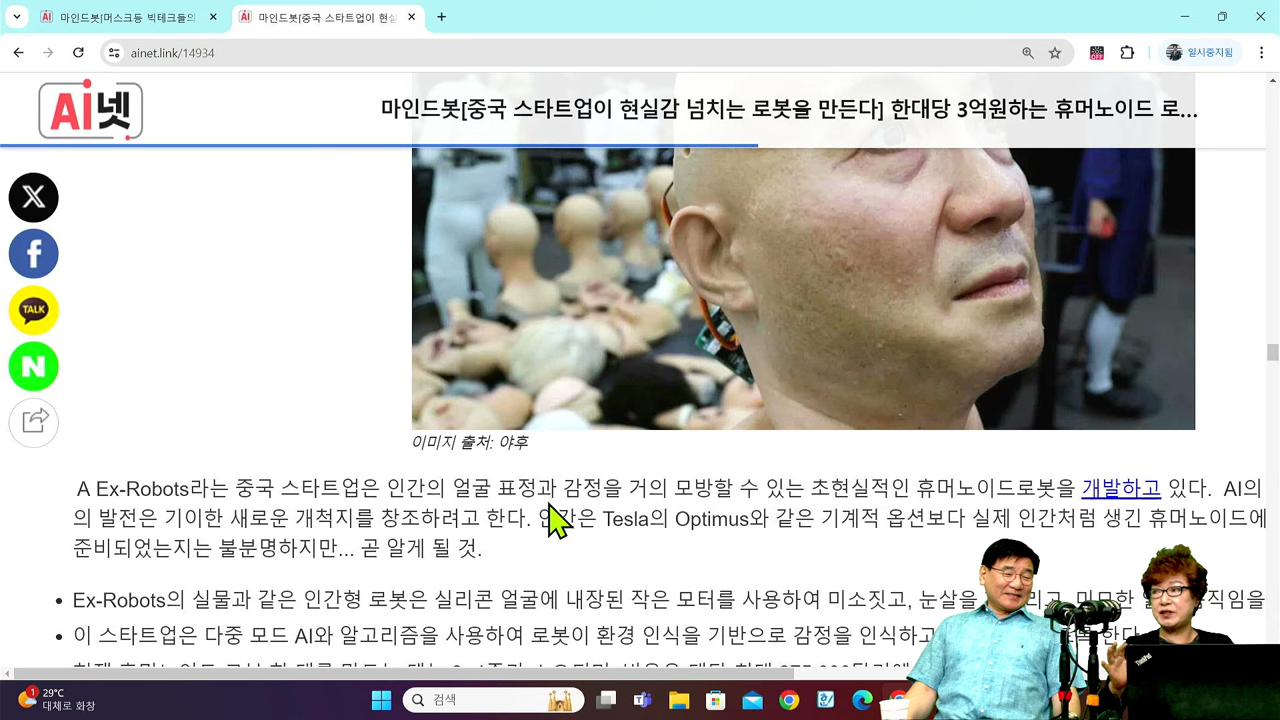 마인드봇[머스크등 빅테크들의
마인드봇[중국 스타트업이 현실
ainet.link/14934
OFF
일시중지됨
Ai넷
마인드봇[중국 스타트업이 현실감 넘치는 로봇을 만든다] 한대당 3억원하는 휴머노이드 로...
X
f
TALK
N
이미지 출처: 야후
A Ex-Robots라는 중국 스타트업은 인간의 얼굴 표정과 감정을 거의 모방할 수 있는 초현실적인 휴머노이드로봇을 개발하고 있다. AI의
의 발전은 기이한 새로운 개척지를 창조하려고 한다. 인간은 Tesla의 Optimus와 같은 기계적 옵션보다 실제 인간처럼 생긴 휴머노이드에
준비되었는지는 불분명하지만... 곧 알게 될 것.
• Ex-Robots의 실물과 같은 인간형 로봇은 실리콘 얼굴에 내장된 작은 모터를 사용하여 미소짓고, 눈살을
• 이 스타트업은 다중 모드 AI와 알고리즘을 사용하여 로봇이 환경 인식을 기반으로 감정을 인식하고
1
29°C
대체로 화창
검색
ThinkPad